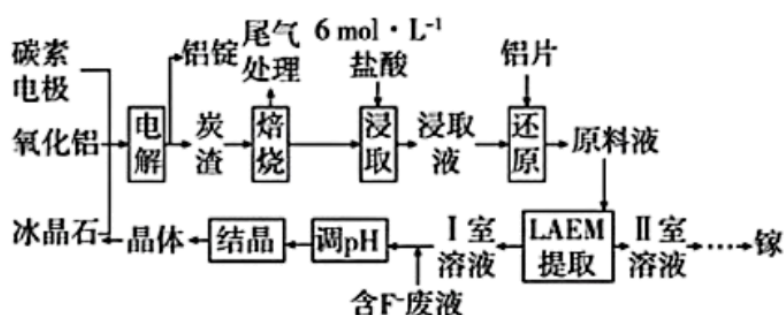 碳素
电极
铝锭
尾气
处理
6 mol·L⁻¹
盐酸
铝片
氧化铝
电解
炭渣
焙烧
浸取
浸取液
还原
原料液
冰晶石
晶体
结晶
调pH
Ⅰ室
溶液
LAEM
提取
Ⅱ室
溶液
……
镓
含F⁻废液